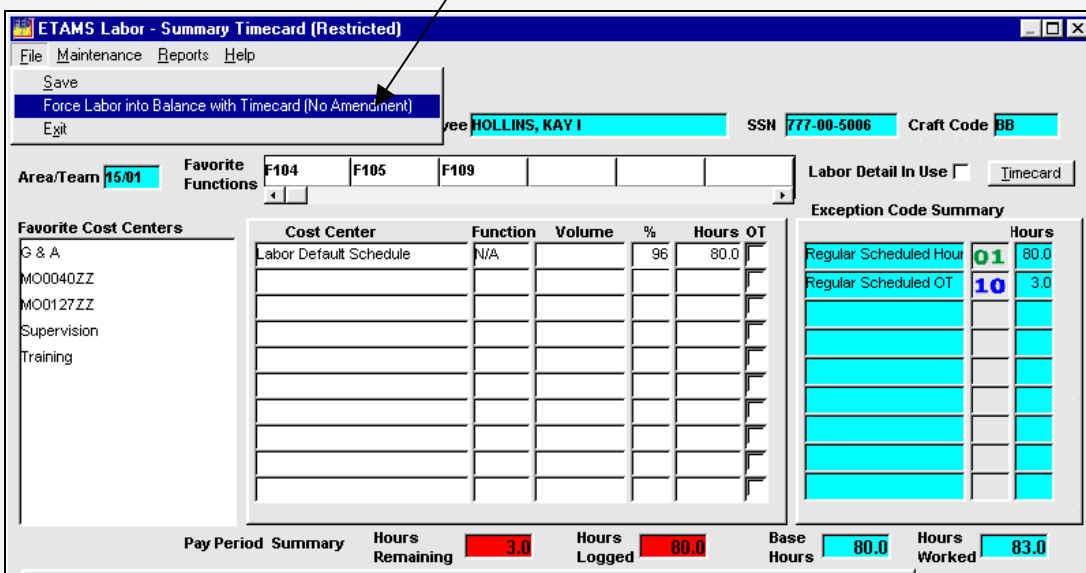 ETAMS Labor - Summary Timecard (Restricted)
File Maintenance Reports Help
Save
Force Labor into Balance with Timecard (No Amendment)
Exit
yee HOLLINS, KAY I SSN 777-00-5006 Craft Code BB
Area/Team 15/01 Favorite Functions F104 F105 F109 Labor Detail In Use Timecard
Favorite Cost Centers
G & A
MO0040ZZ
MO0127ZZ
Supervision
Training
Cost Center Function Volume % Hours OT
Labor Default Schedule N/A 96 80.0
Exception Code Summary
Hours
Regular Scheduled Hour 01 80.0
Regular Scheduled OT 10 3.0
Pay Period Summary Hours Remaining 3.0 Hours Logged 80.0 Base Hours 80.0 Hours Worked 83.0